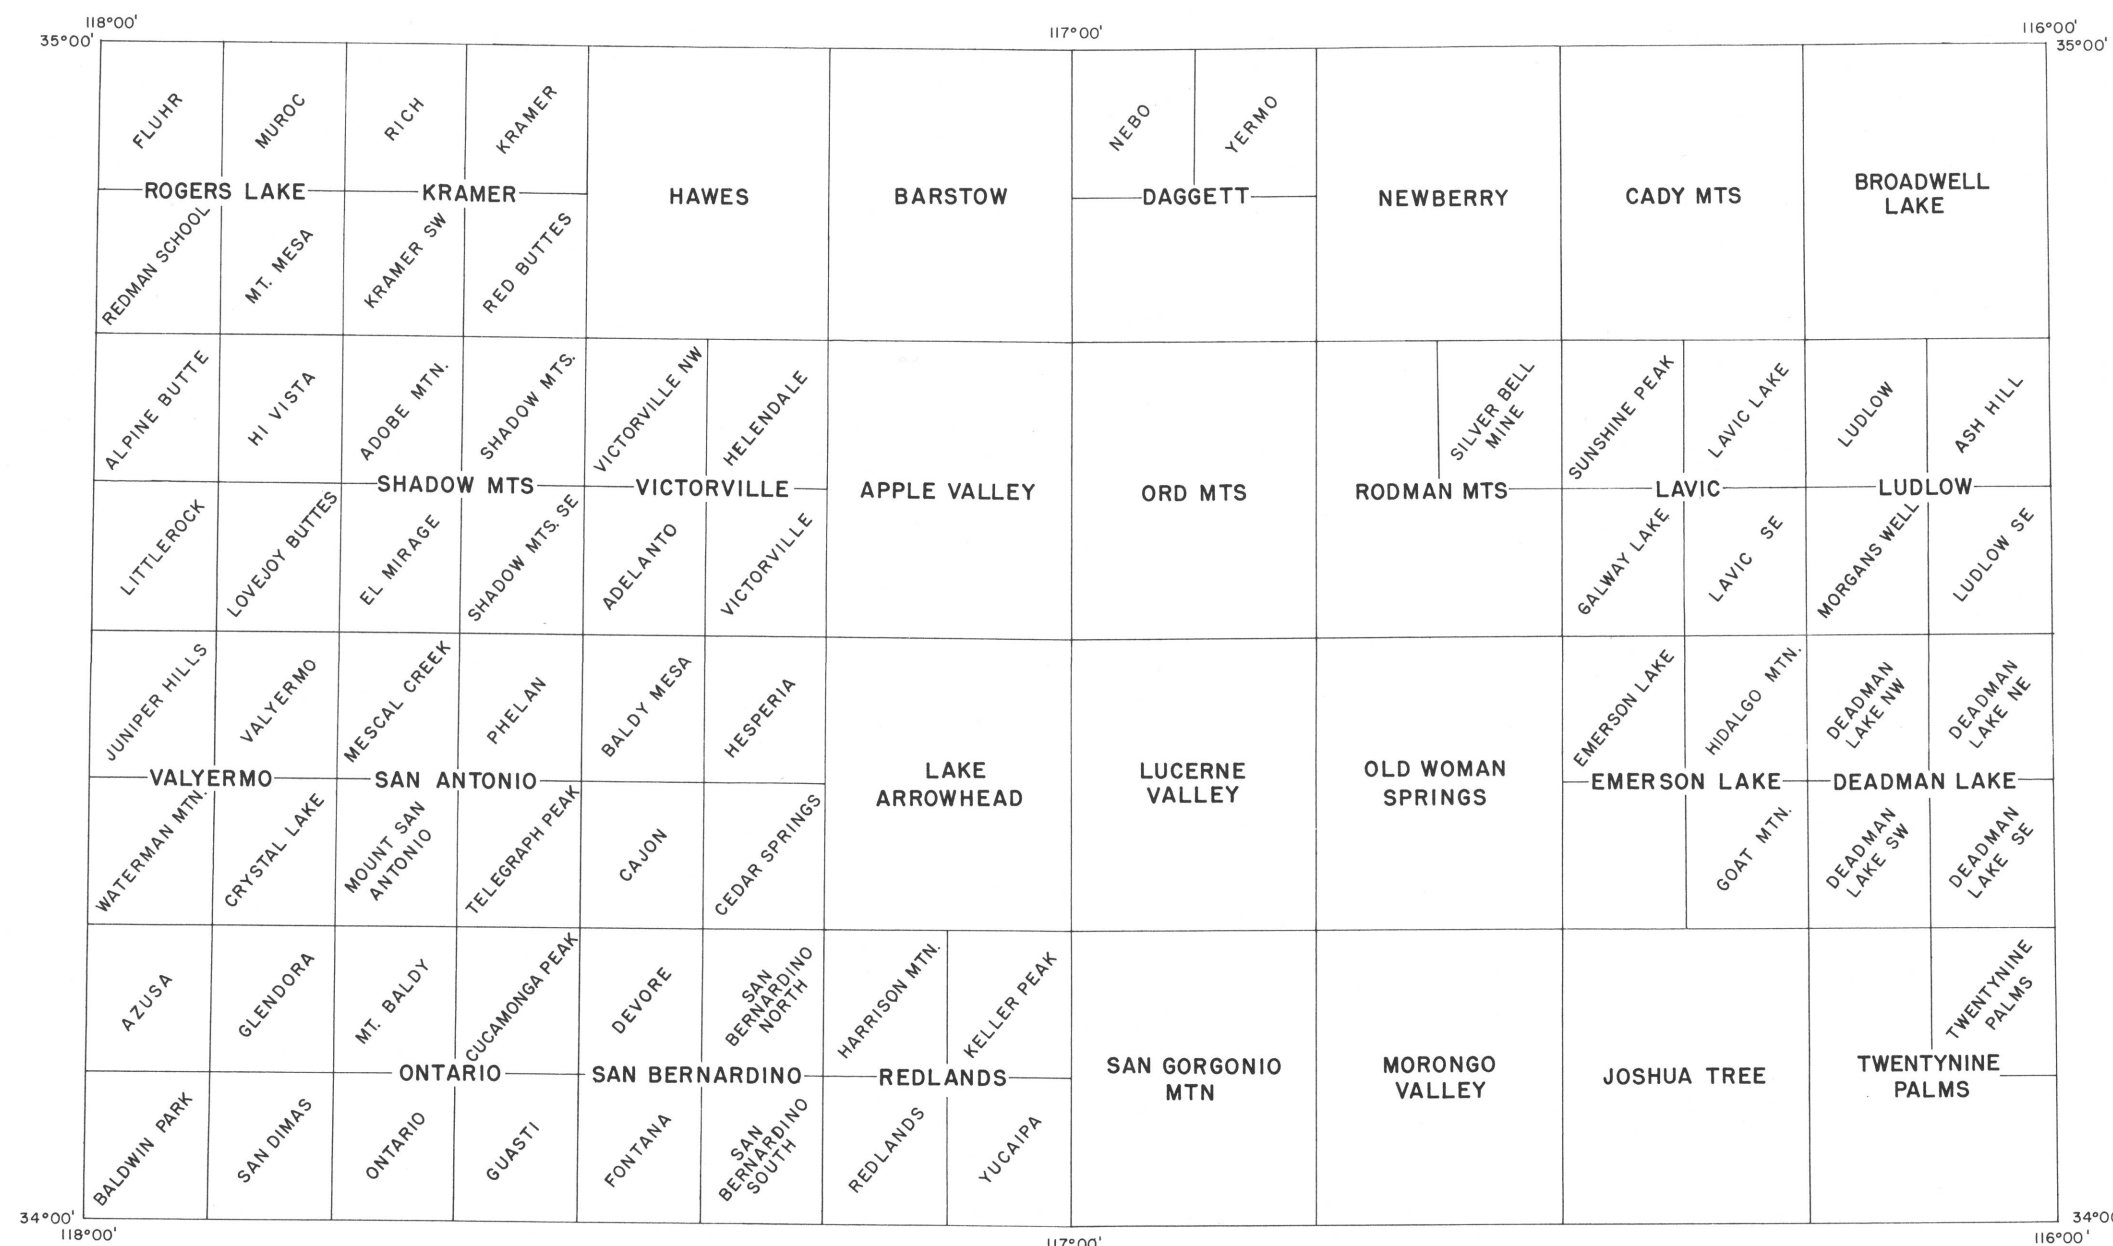 118°00'
117°00'
116°00'
35°00'
35°00'
FLUHR
MUROC
RICH
KRAMER
NEBO
YERMO
ROGERS LAKE
KRAMER
HAWES
BARSTOW
DAGGETT
NEWBERRY
CADY MTS
BROADWELL
LAKE
REDMAN SCHOOL
MT. MESA
KRAMER SW
RED BUTTES
ALPINE BUTTE
HI VISTA
ADOBE MTN.
SHADOW MTS.
VICTORVILLE NW
HELENDALE
SILVER BELL
MINE
SUNSHINE PEAK
LAVIC LAKE
LUDLOW
ASH HILL
SHADOW MTS
VICTORVILLE
APPLE VALLEY
ORD MTS
RODMAN MTS
LAVIC
LUDLOW
LITTLEROCK
LOVEJOY BUTTES
EL MIRAGE
SHADOW MTS. SE
ADELANTO
VICTORVILLE
GALWAY LAKE
LAVIC SE
MORGANS WELL
LUDLOW SE
JUNIPER HILLS
VALYERMO
MESCAL CREEK
PHELAN
BALDY MESA
HESPERIA
EMERSON LAKE
HIDALGO MTN.
DEADMAN
LAKE NW
DEADMAN
LAKE NE
VALYERMO
SAN ANTONIO
LAKE
ARROWHEAD
LUCERNE
VALLEY
OLD WOMAN
SPRINGS
EMERSON LAKE
DEADMAN LAKE
WATERMAN MTN.
CRYSTAL LAKE
MOUNT SAN
ANTONIO
TELEGRAPH PEAK
CAJON
CEDAR SPRINGS
GOAT MTN.
DEADMAN
LAKE SW
DEADMAN
LAKE SE
AZUSA
GLENDORA
MT. BALDY
CUCAMONGA PEAK
DEVORE
SAN
BERNARDINO
NORTH
HARRISON MTN.
KELLER PEAK
TWENTYNINE
PALMS
ONTARIO
SAN BERNARDINO
REDLANDS
SAN GORGONIO
MTN
MORONGO
VALLEY
JOSHUA TREE
TWENTYNINE
PALMS
BALDWIN PARK
SAN DIMAS
ONTARIO
GUASTI
FONTANA
SAN
BERNARDINO
SOUTH
REDLANDS
YUCAIPA
34°00'
34°00
118°00'
117°00'
116°00'